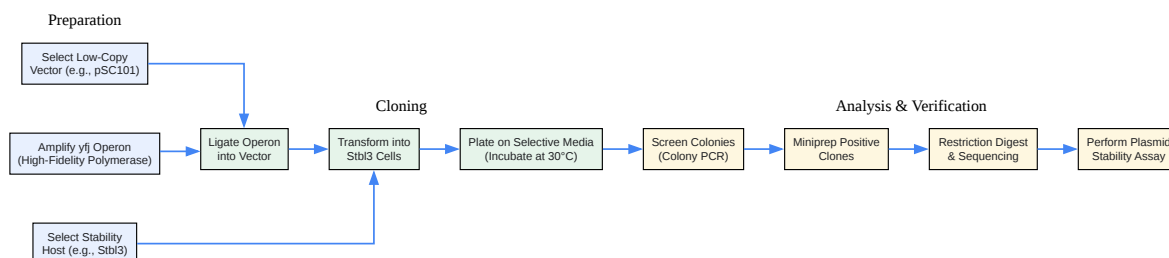 Preparation
Select Low-Copy
Vector (e.g., pSC101)
Cloning
Analysis & Verification
Amplify yfj Operon
(High-Fidelity Polymerase)
Ligate Operon
into Vector
Transform into
Stbl3 Cells
Plate on Selective Media
(Incubate at 30°C)
Screen Colonies
(Colony PCR)
Miniprep Positive
Clones
Restriction Digest
& Sequencing
Perform Plasmid
Stability Assay
Select Stability
Host (e.g., Stbl3)